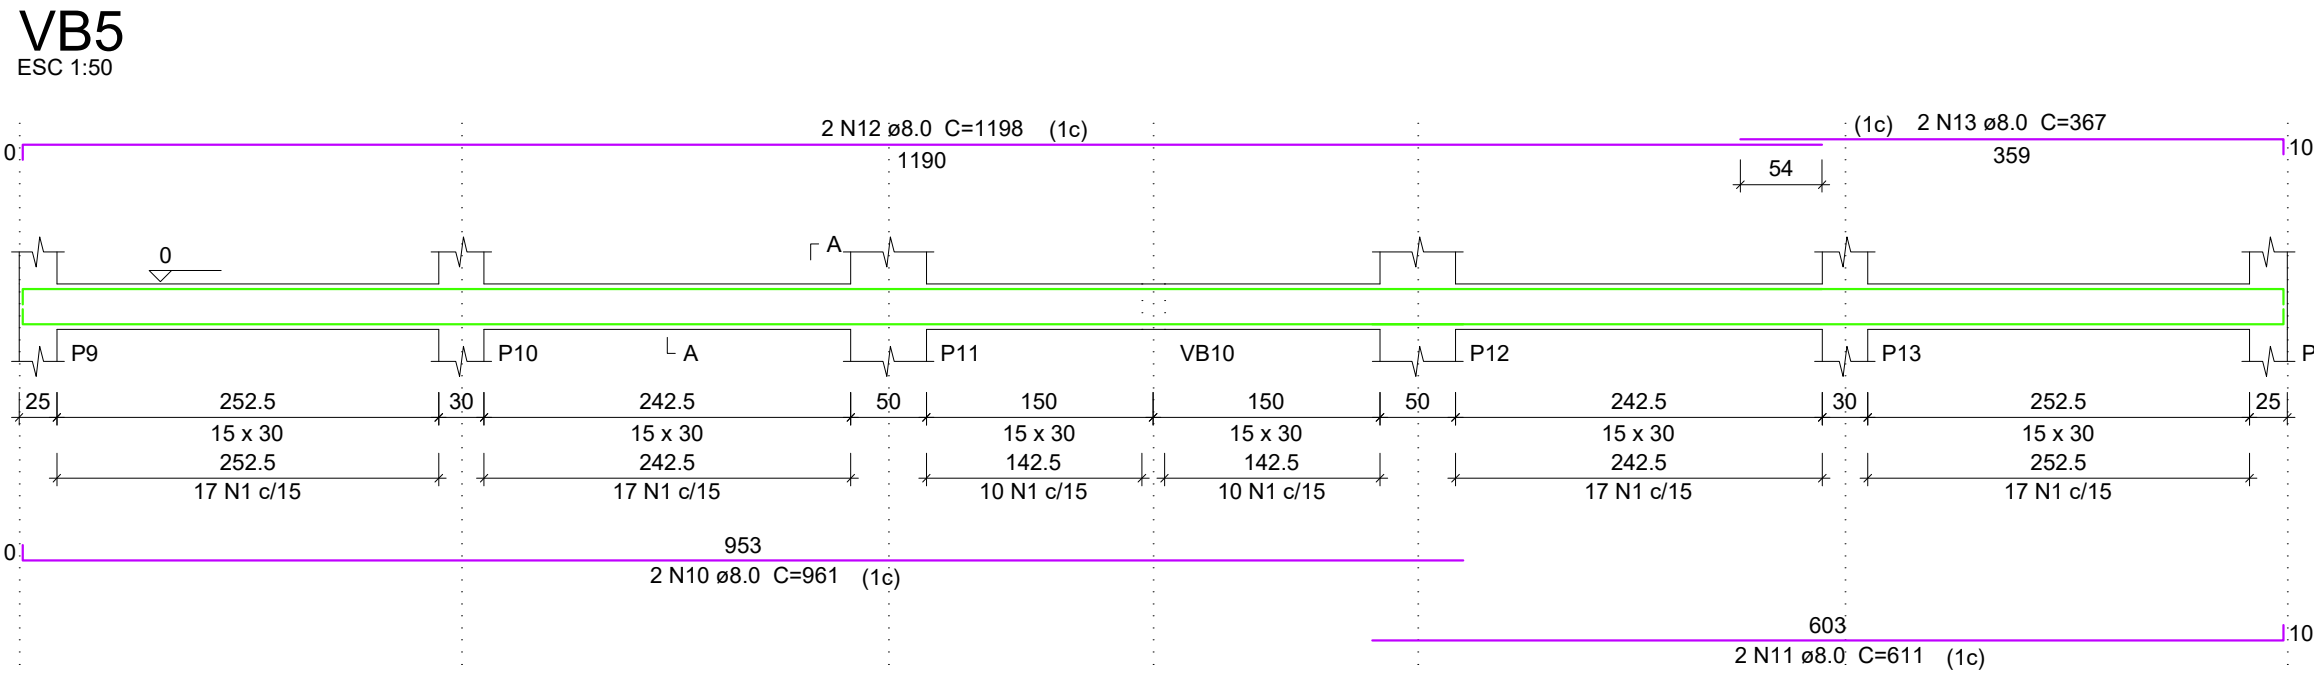 VB5
ESC 1:50
2 N12 ø8.0 C=1198 (1c)
(1c) 2 N13 ø8.0 C=367
0
1190
359
10
54
0
A
P9
P10
A
P11
VB10
P12
P13
P
25 252.5 30 242.5 50 150 150 50 242.5 30 252.5 25
15 x 30 15 x 30 15 x 30 15 x 30 15 x 30 15 x 30
252.5 242.5 142.5 142.5 242.5 252.5
17 N1 c/15 17 N1 c/15 10 N1 c/15 10 N1 c/15 17 N1 c/15 17 N1 c/15
0
953
2 N10 ø8.0 C=961 (1c)
603
10
2 N11 ø8.0 C=611 (1c)